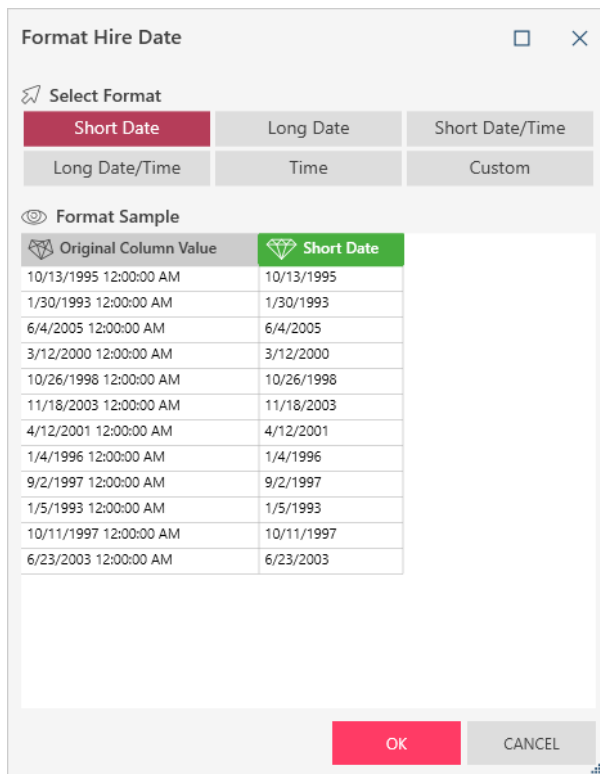 Format Hire Date
Select Format
Short Date Long Date Short Date/Time
Long Date/Time Time Custom
Format Sample
Original Column Value Short Date
10/13/1995 12:00:00 AM 10/13/1995
1/30/1993 12:00:00 AM 1/30/1993
6/4/2005 12:00:00 AM 6/4/2005
3/12/2000 12:00:00 AM 3/12/2000
10/26/1998 12:00:00 AM 10/26/1998
11/18/2003 12:00:00 AM 11/18/2003
4/12/2001 12:00:00 AM 4/12/2001
1/4/1996 12:00:00 AM 1/4/1996
9/2/1997 12:00:00 AM 9/2/1997
1/5/1993 12:00:00 AM 1/5/1993
10/11/1997 12:00:00 AM 10/11/1997
6/23/2003 12:00:00 AM 6/23/2003
OK CANCEL